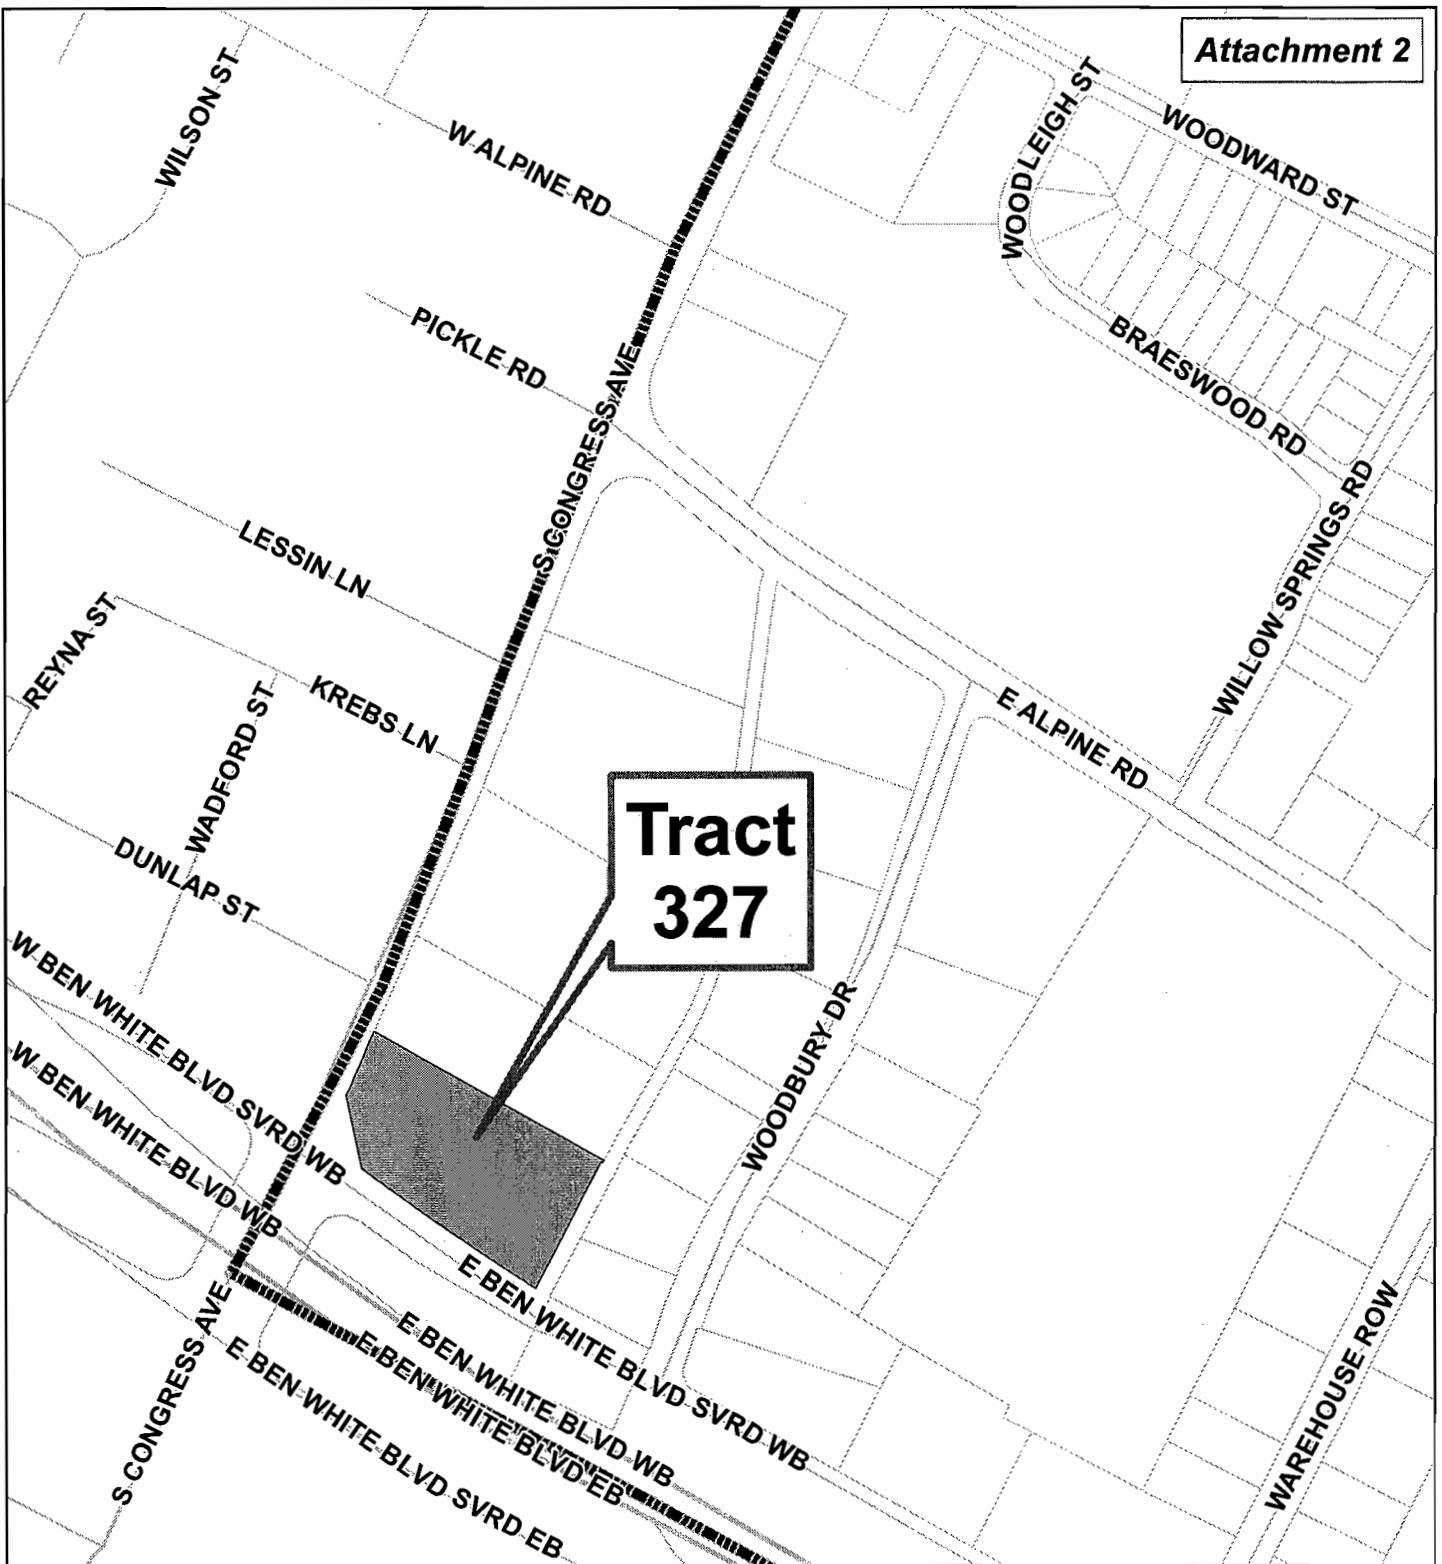 Attachment 2
WILSON ST
W ALPINE RD
WOODLEIGH ST
WOODWARD ST
PICKLE RD
BRAESWOOD RD
S CONGRESS AVE
LESSIN LN
WILLOW SPRINGS RD
REYNA ST
KREBS LN
WADFORD ST
E ALPINE RD
Tract
327
DUNLAP ST
W BEN WHITE BLVD SVRD WB
W BEN WHITE BLVD WB
WOODBURY DR
E BEN WHITE BLVD SVRD WB
E BEN WHITE BLVD WB
E BEN WHITE BLVD EB
E BEN WHITE BLVD SVRD EB
S CONGRESS AVE
WAREHOUSE ROW